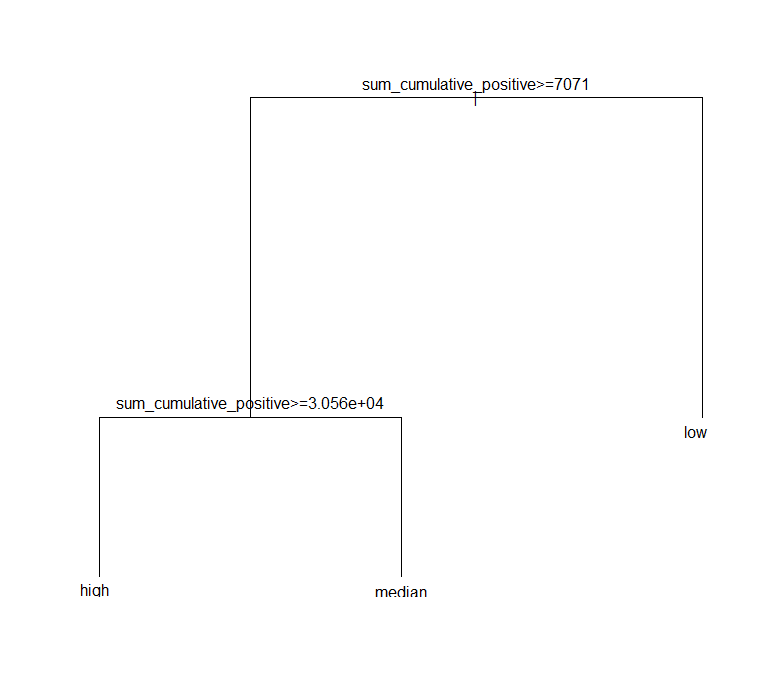 sum_cumulative_positive>=7071
sum_cumulative_positive>=3.056e+04
low
high
median